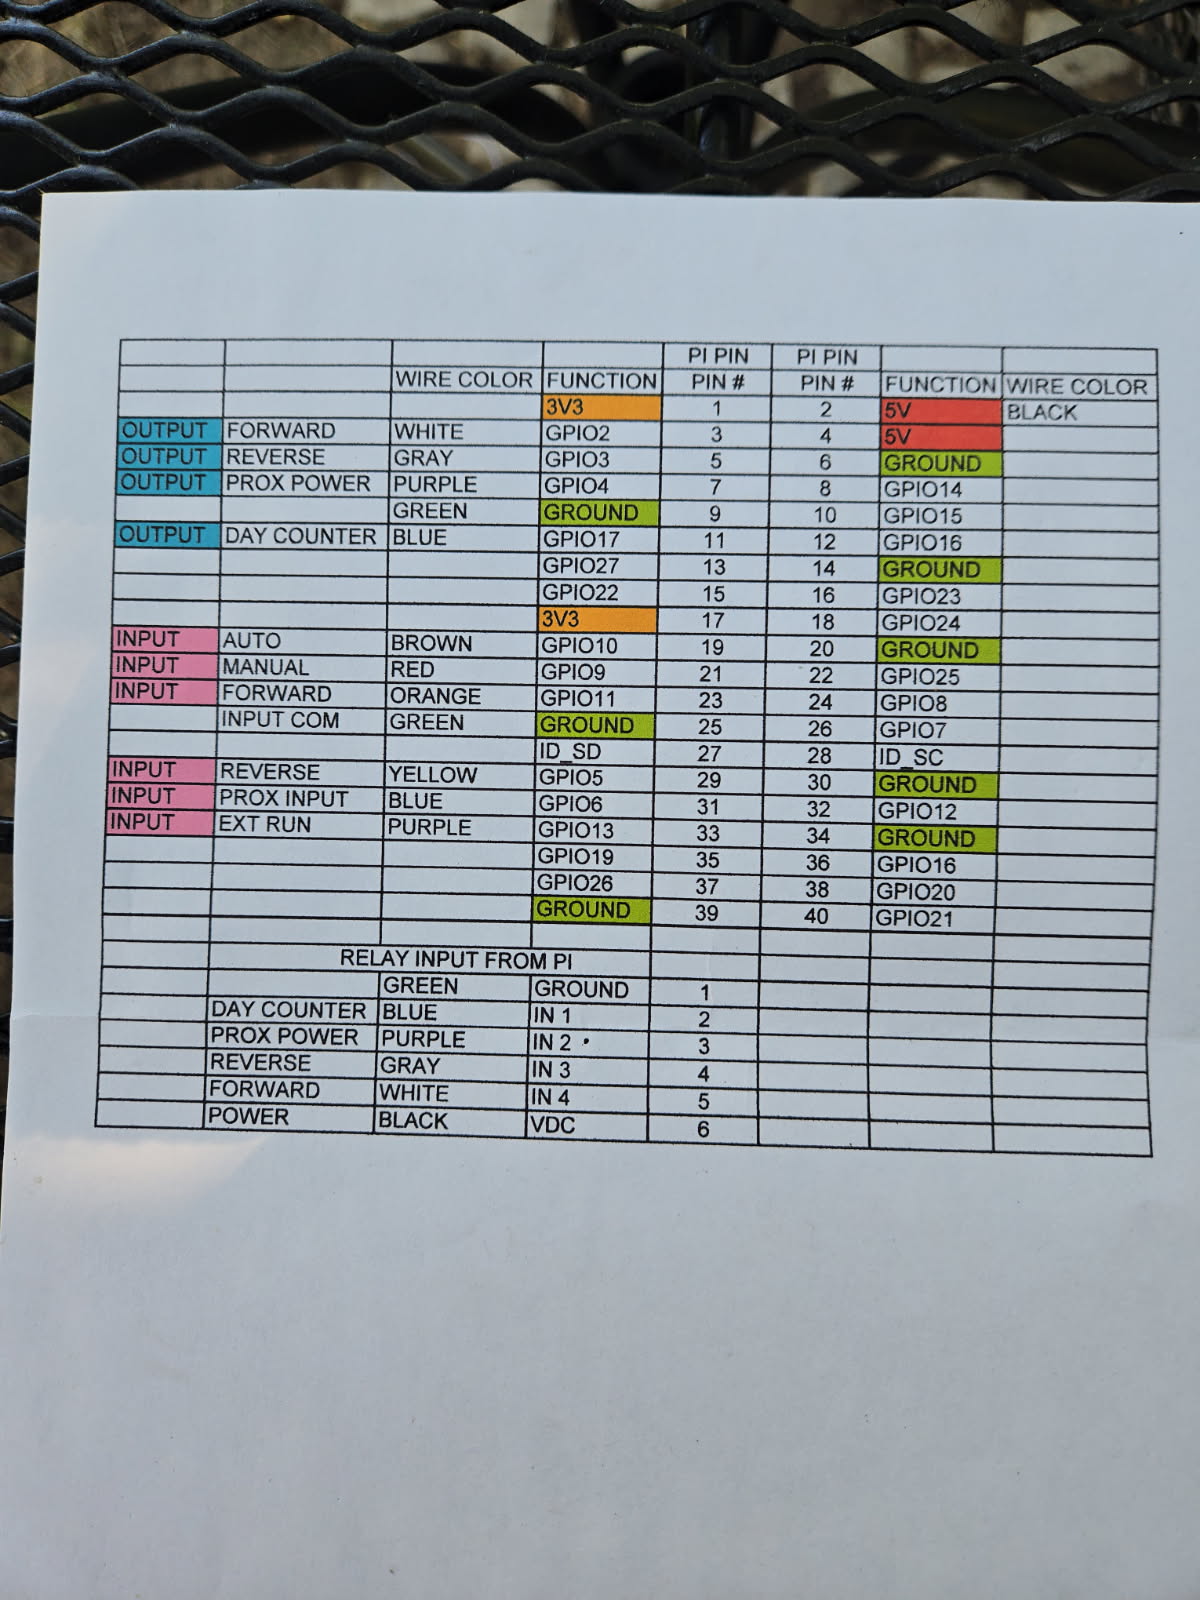 PI PIN PI PIN
WIRE COLOR FUNCTION PIN # PIN # FUNCTION WIRE COLOR
3V3 1 2 5V BLACK
OUTPUT FORWARD WHITE GPIO2 3 4 5V
OUTPUT REVERSE GRAY GPIO3 5 6 GROUND
OUTPUT PROX POWER PURPLE GPIO4 7 8 GPIO14
GREEN GROUND 9 10 GPIO15
OUTPUT DAY COUNTER BLUE GPIO17 11 12 GPIO16
GPIO27 13 14 GROUND
GPIO22 15 16 GPIO23
3V3 17 18 GPIO24
INPUT AUTO BROWN GPIO10 19 20 GROUND
INPUT MANUAL RED GPIO9 21 22 GPIO25
INPUT FORWARD ORANGE GPIO11 23 24 GPIO8
INPUT COM GREEN GROUND 25 26 GPIO7
ID_SD 27 28 ID_SC
INPUT REVERSE YELLOW GPIO5 29 30 GROUND
INPUT PROX INPUT BLUE GPIO6 31 32 GPIO12
INPUT EXT RUN PURPLE GPIO13 33 34 GROUND
GPIO19 35 36 GPIO16
GPIO26 37 38 GPIO20
GROUND 39 40 GPIO21
RELAY INPUT FROM PI
GREEN GROUND 1
DAY COUNTER BLUE IN 1 2
PROX POWER PURPLE IN 2 3
REVERSE GRAY IN 3 4
FORWARD WHITE IN 4 5
POWER BLACK VDC 6